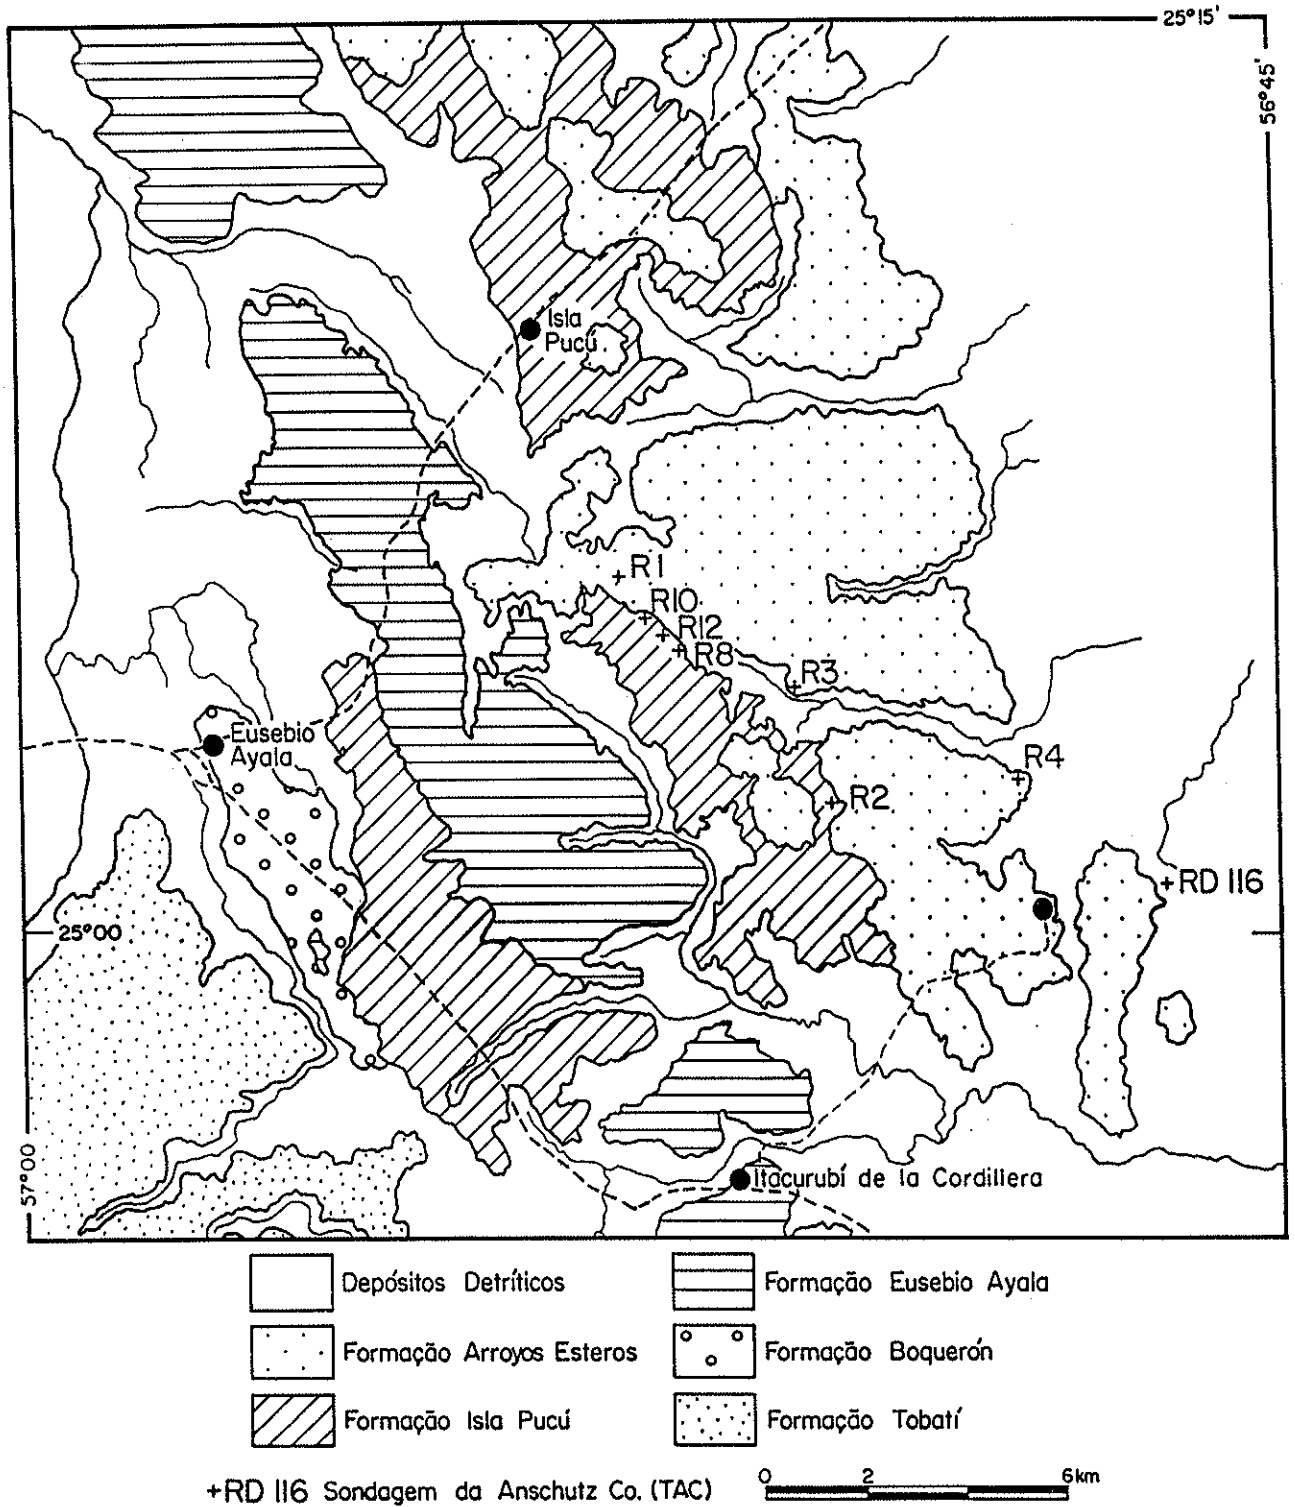 25°15'
56°45'
Isla
Pucú
R1
R10
R12
R8
R3
Eusebio
Ayala
R4
R2
+RD 116
25°00
57°00
Itacurubí de la Cordillera
Depósitos Detríticos
Formação Eusebio Ayala
Formação Arroyos Esteros
Formação Boquerón
Formação Isla Pucú
Formação Tobatí
+RD 116 Sondagem da Anschutz Co. (TAC)
0 2 6km